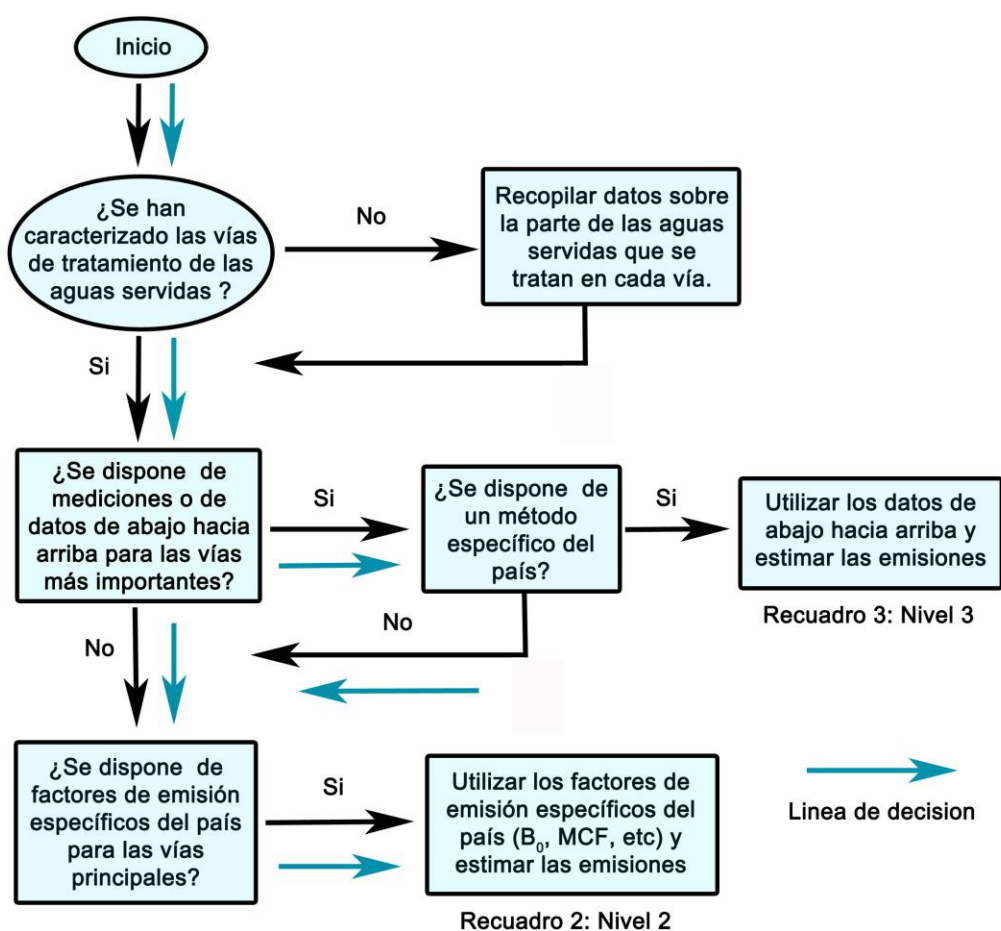 Inicio
¿Se han
caracterizado las vías
de tratamiento de las
aguas servidas ?
No
Recopilar datos sobre
la parte de las aguas
servidas que se
tratan en cada vía.
Si
¿Se dispone de
mediciones o de
datos de abajo hacia
arriba para las vías
más importantes?
Si
¿Se dispone de
un método
específico del
país?
Si
Utilizar los datos de
abajo hacia arriba y
estimar las emisiones
Recuadro 3: Nivel 3
No
No
¿Se dispone de
factores de emisión
específicos del país
para las vías
principales?
Si
Utilizar los factores de
emisión específicos del
país (B₀, MCF, etc) y
estimar las emisiones
Recuadro 2: Nivel 2
Linea de decision